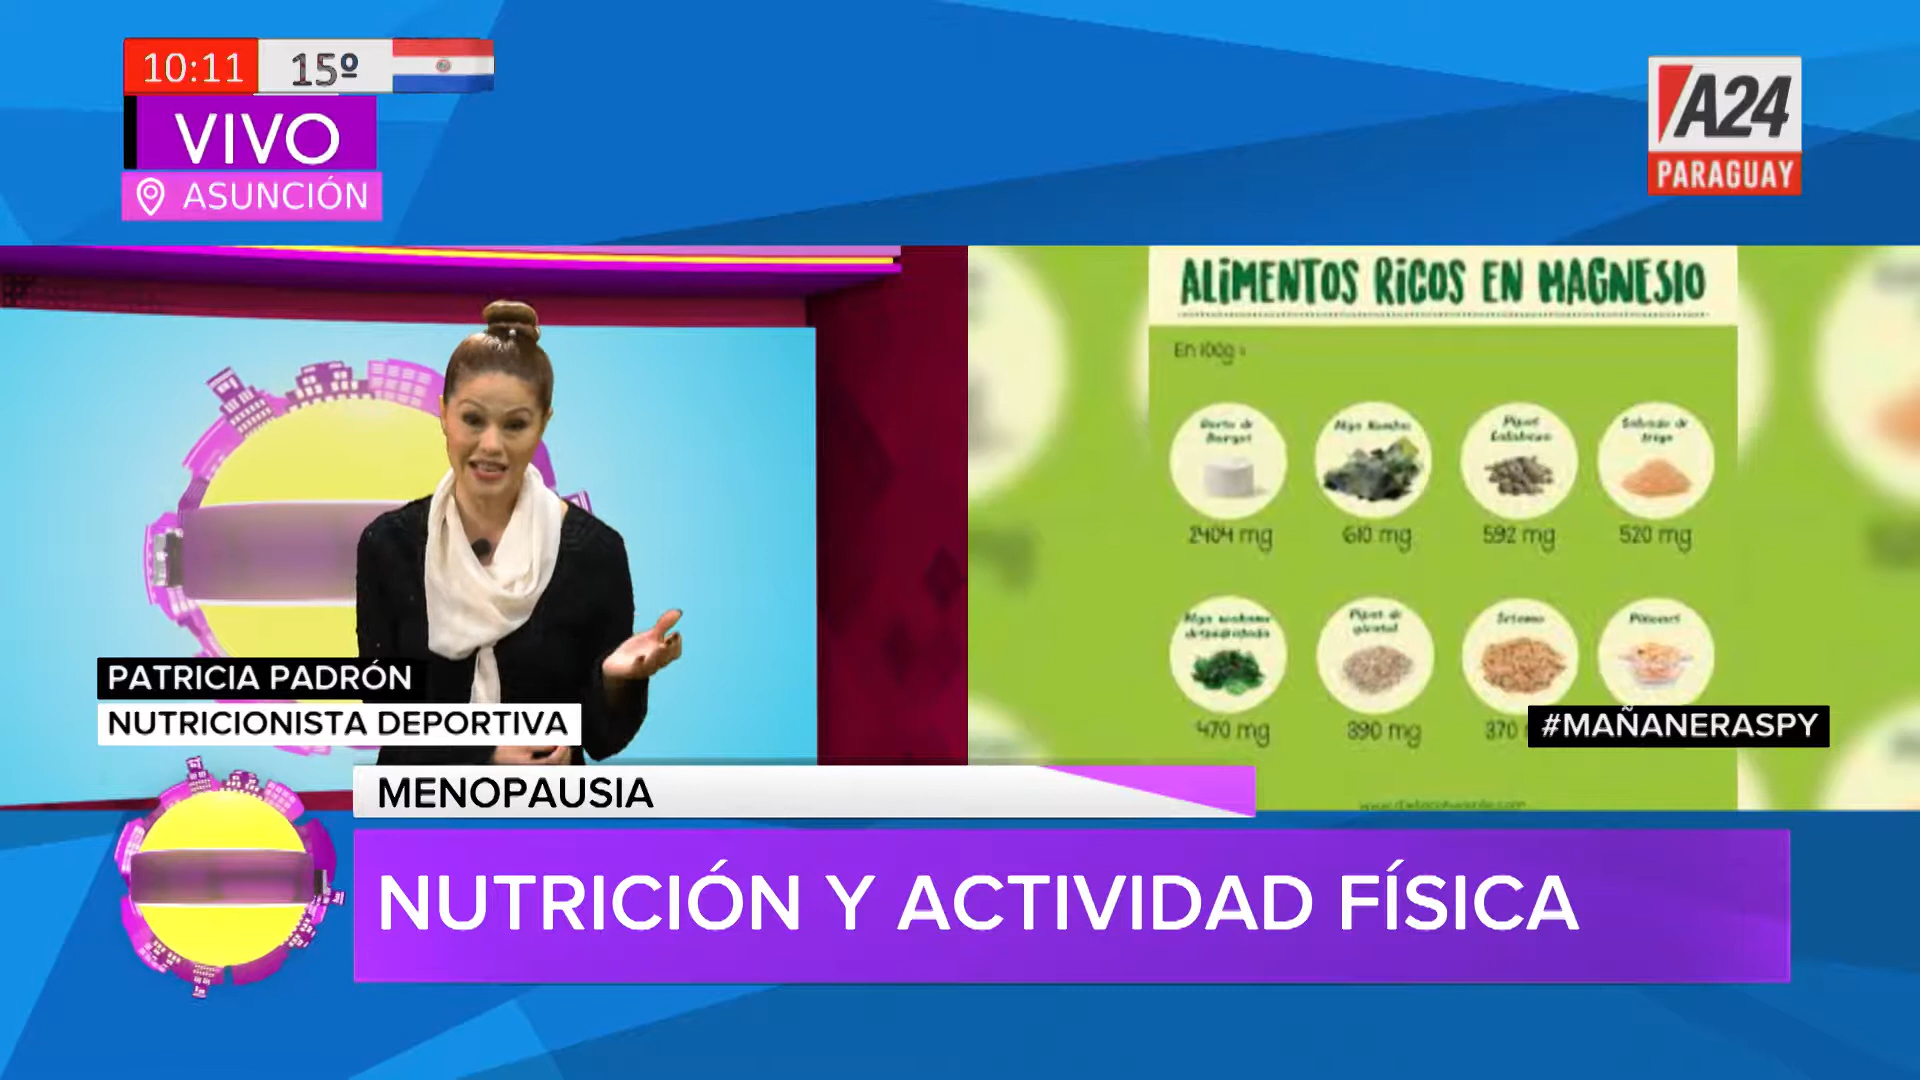 10:11
15º
VIVO
ASUNCIÓN
A24
PARAGUAY
ALIMENTOS RICOS EN MAGNESIO
En 100g
2404 mg
610 mg
592 mg
520 mg
470 mg
390 mg
370
PATRICIA PADRÓN
NUTRICIONISTA DEPORTIVA
#MAÑANERASPY
MENOPAUSIA
NUTRICIÓN Y ACTIVIDAD FÍSICA